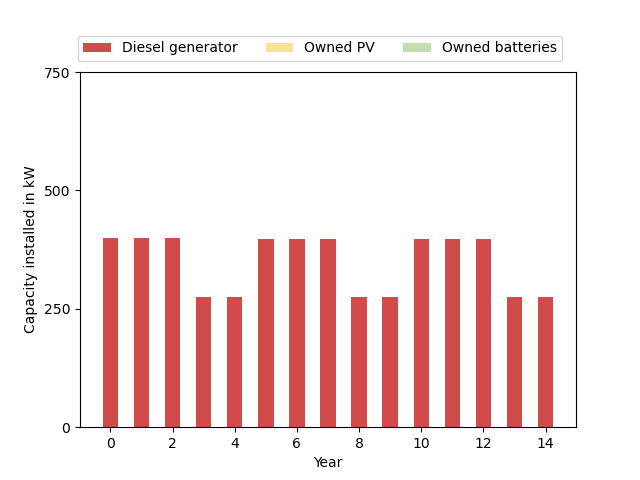 Diesel generator Owned PV Owned batteries
750
500
250
0
Capacity installed in kW
0 2 4 6 8 10 12 14
Year